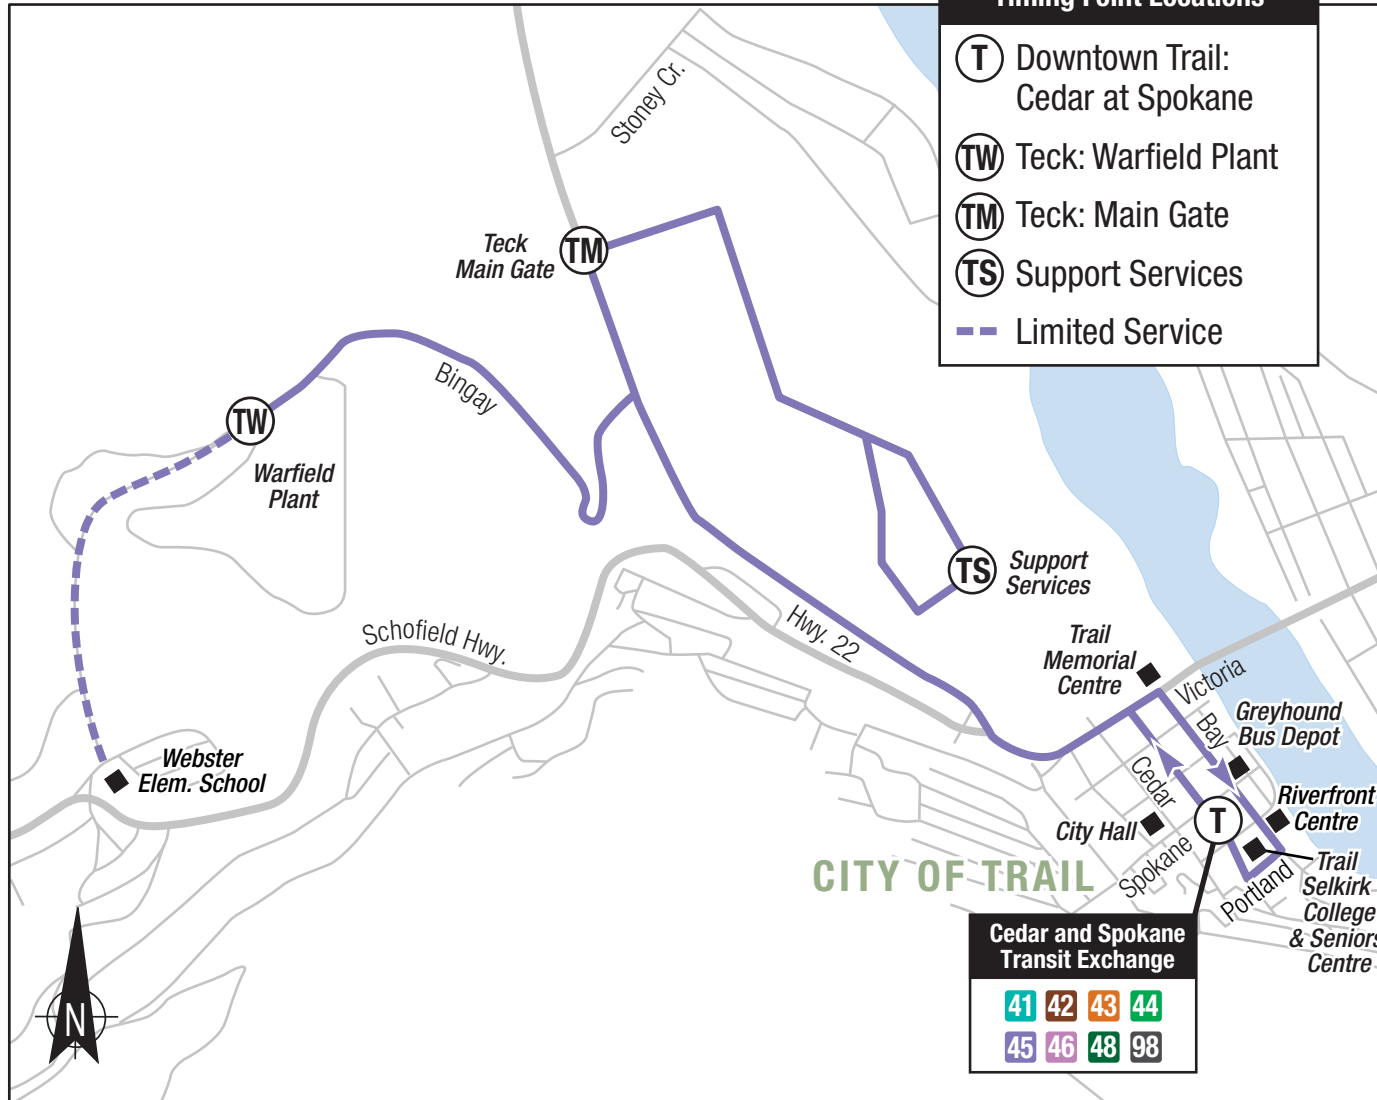 Timing Point Locations
T Downtown Trail:
Cedar at Spokane
TW Teck: Warfield Plant
TM Teck: Main Gate
TS Support Services
Limited Service
Stoney Cr.
Teck
Main Gate
TM
Bingay
TW
Warfield
Plant
TS
Support
Services
Schofield Hwy.
Hwy. 22
Trail
Memorial
Centre
Victoria
Bay
Greyhound
Bus Depot
Webster
Elem. School
Cedar
Riverfront
Centre
City Hall
T
Spokane
Portland
CITY OF TRAIL
Trail
Selkirk
College
& Seniors
Centre
Cedar and Spokane
Transit Exchange
41 42 43 44
45 46 48 98
N